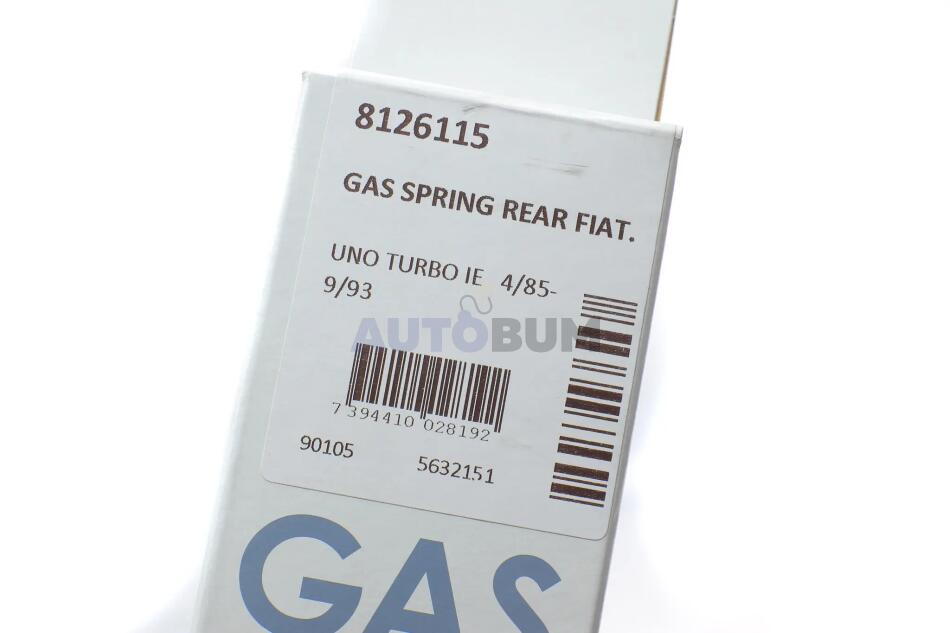 8126115
GAS SPRING REAR FIAT.
UNO TURBO IE 4/85-
9/93
AUTOBUM
7 394410 028192
90105 5632151
GAS